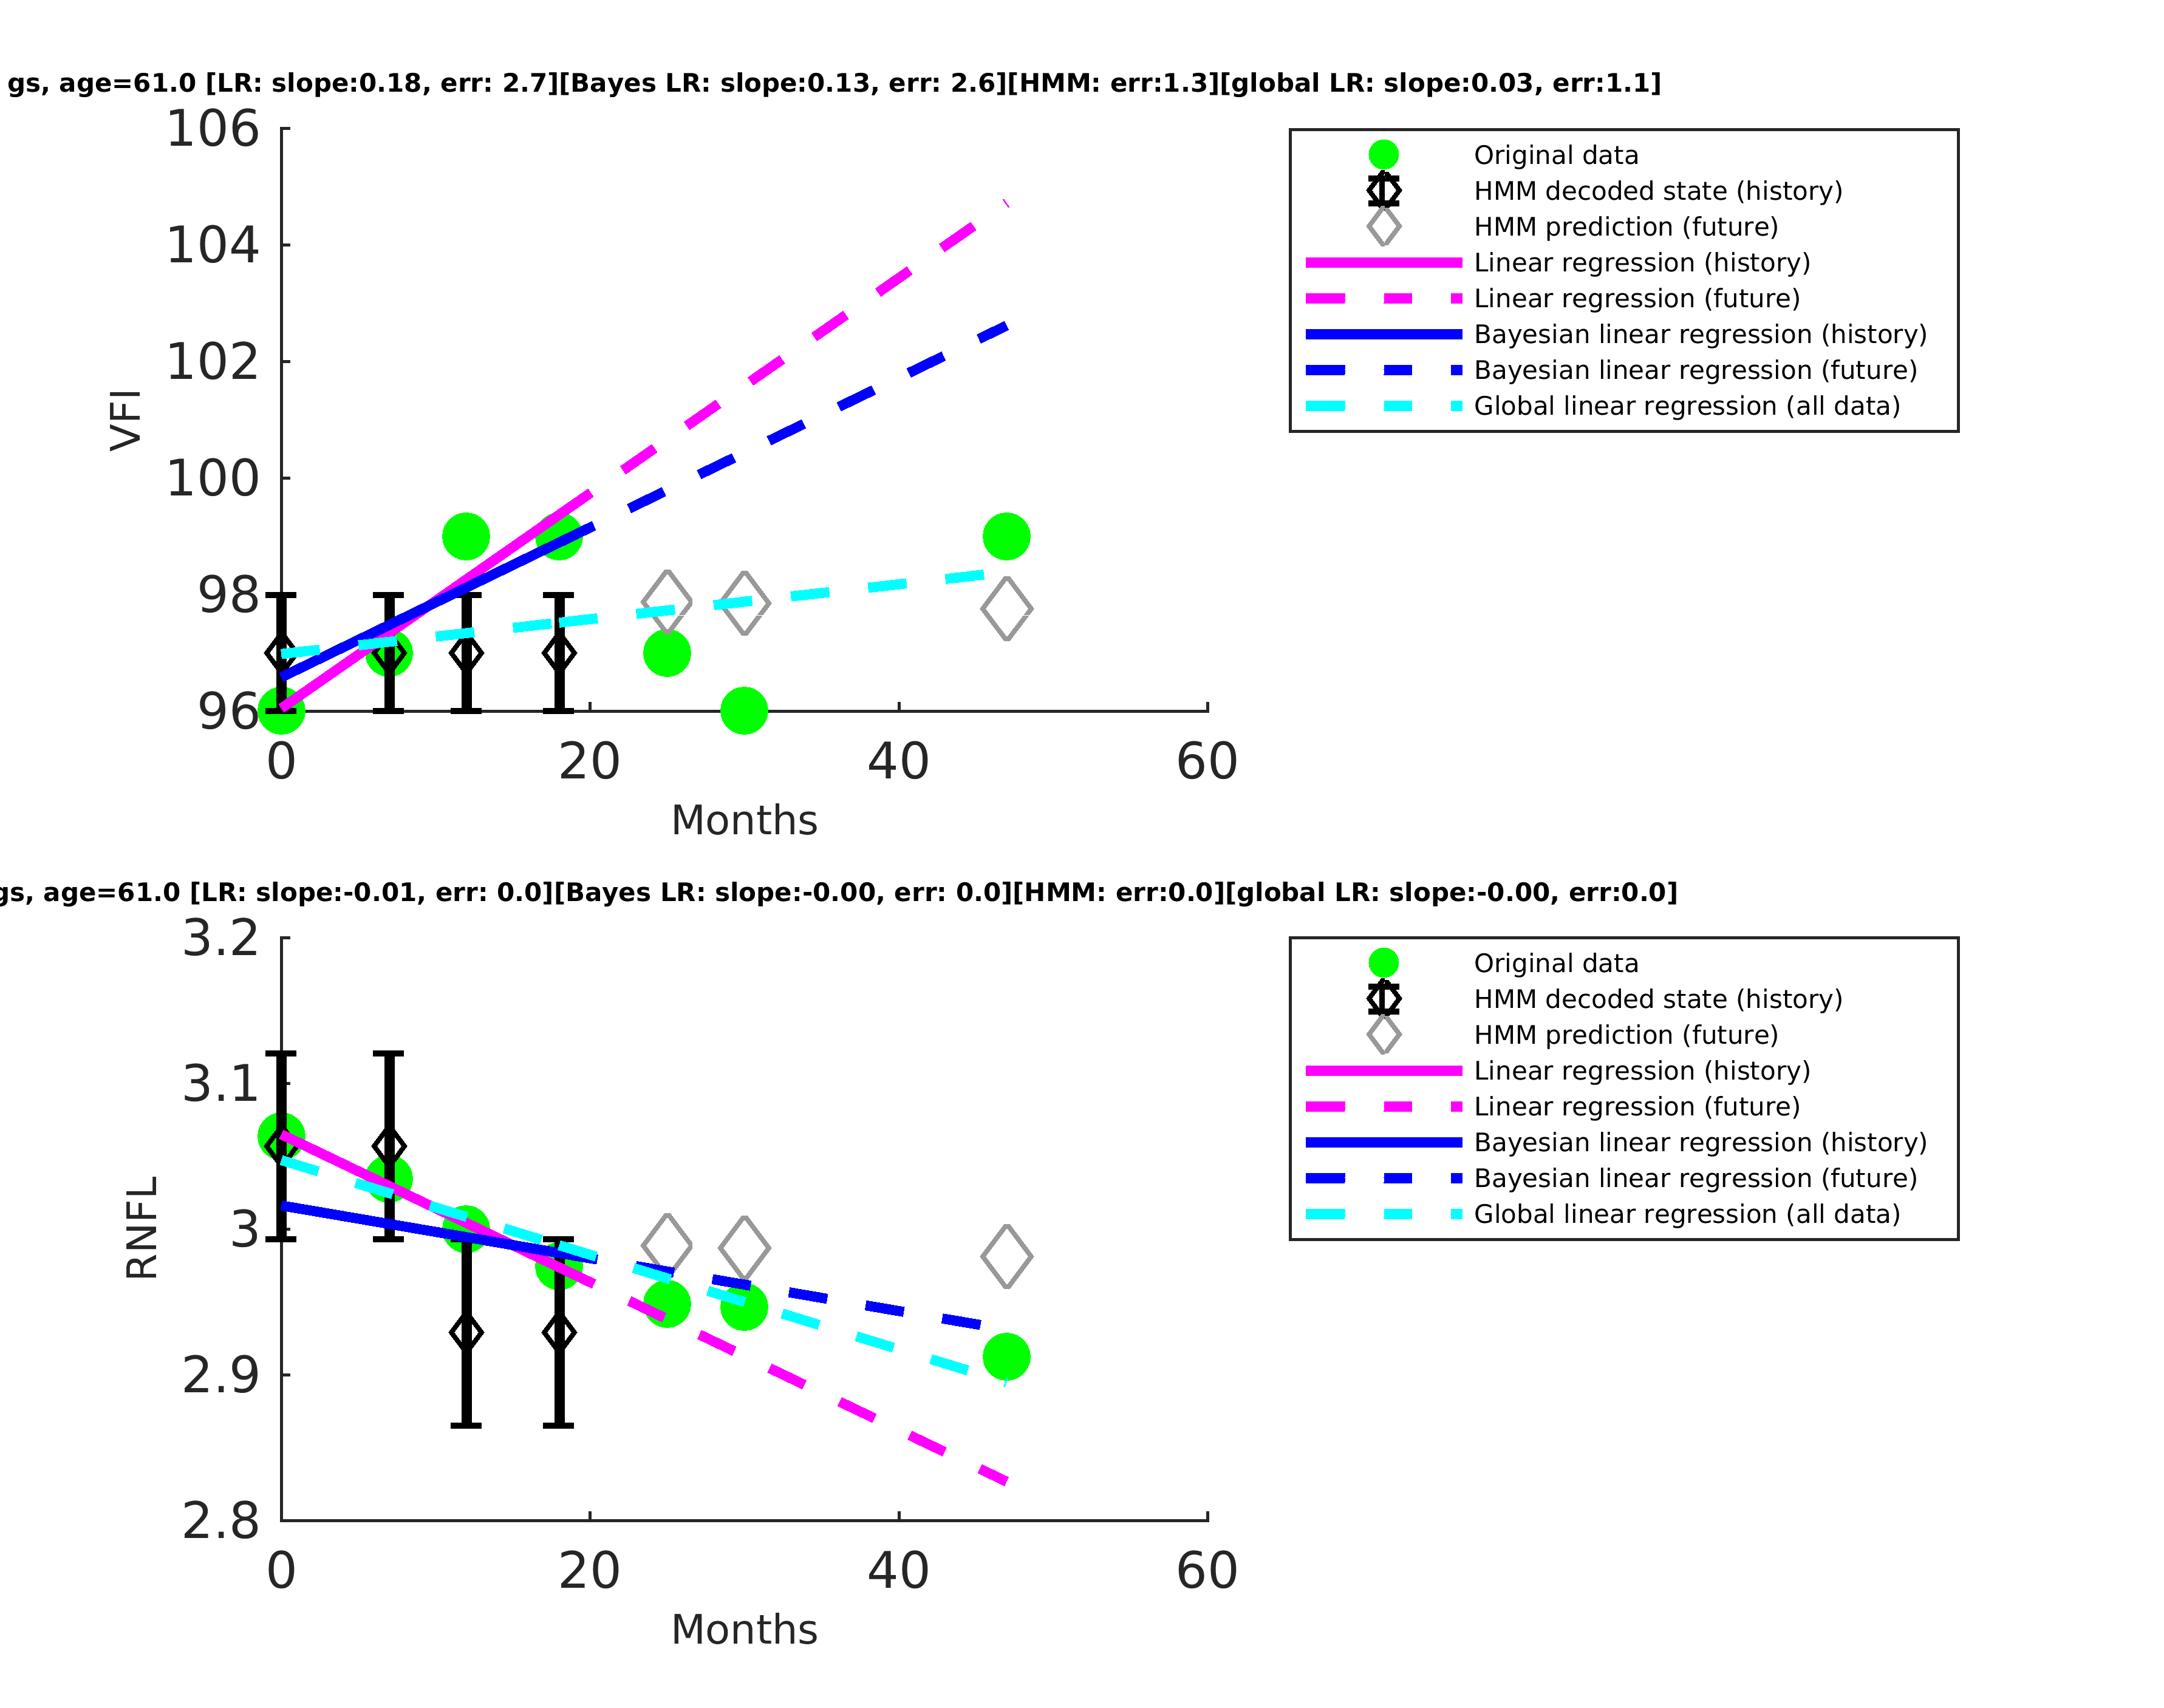 gs, age=61.0 [LR: slope:0.18, err: 2.7][Bayes LR: slope:0.13, err: 2.6][HMM: err:1.3][global LR: slope:0.03, err:1.1]
106
104
102
100
98
96
VFI
0 20 40 60
Months
Original data
HMM decoded state (history)
HMM prediction (future)
Linear regression (history)
Linear regression (future)
Bayesian linear regression (history)
Bayesian linear regression (future)
Global linear regression (all data)
gs, age=61.0 [LR: slope:-0.01, err: 0.0][Bayes LR: slope:-0.00, err: 0.0][HMM: err:0.0][global LR: slope:-0.00, err:0.0]
3.2
3.1
3
2.9
2.8
RNFL
0 20 40 60
Months
Original data
HMM decoded state (history)
HMM prediction (future)
Linear regression (history)
Linear regression (future)
Bayesian linear regression (history)
Bayesian linear regression (future)
Global linear regression (all data)